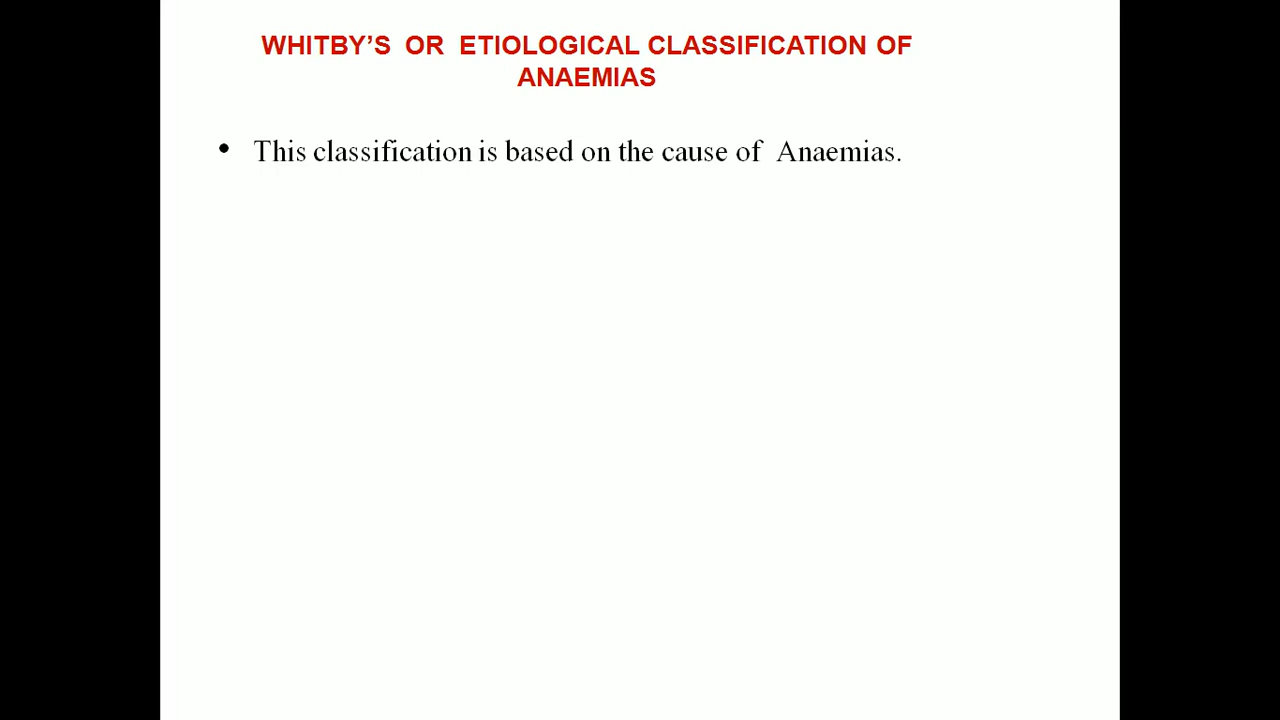 WHITBY’S OR ETIOLOGICAL CLASSIFICATION OF
ANAEMIAS
• This classification is based on the cause of Anaemias.